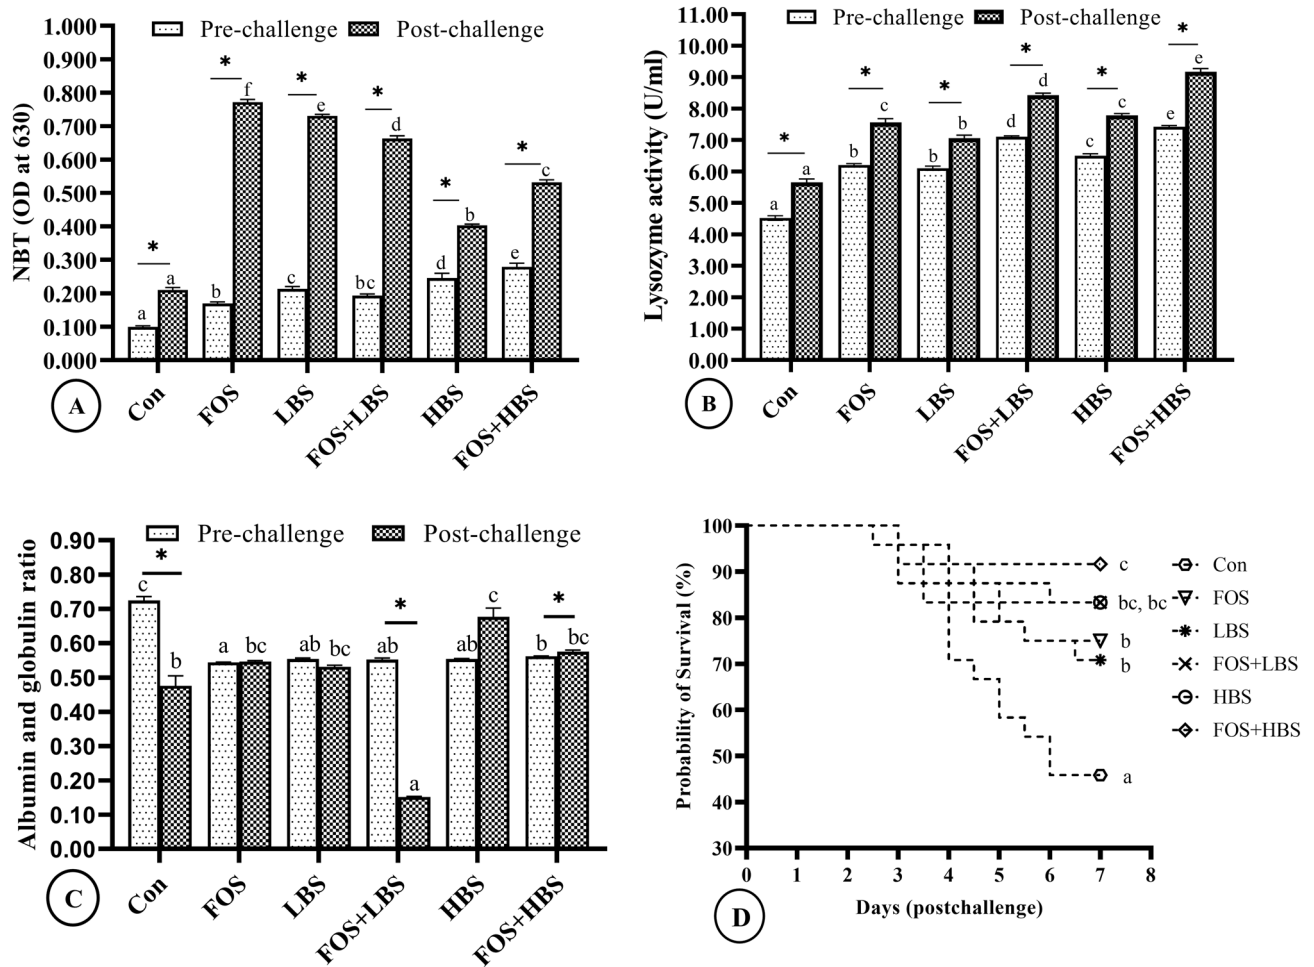 Pre-challenge Post-challenge
NBT (OD at 630)
1.000
0.900
0.800
0.700
0.600
0.500
0.400
0.300
0.200
0.100
0.000
* * * * * *
a a b f c e bc d d b e c
Con FOS LBS FOS+LBS HBS FOS+HBS
A
Pre-challenge Post-challenge
Lysozyme activity (U/ml)
11.00
10.00
9.00
8.00
7.00
6.00
5.00
4.00
3.00
2.00
1.00
0.00
* * * * * *
a a b c b b d d c c e e
Con FOS LBS FOS+LBS HBS FOS+HBS
B
Pre-challenge Post-challenge
Albumin and globulin ratio
0.90
0.80
0.70
0.60
0.50
0.40
0.30
0.20
0.10
0.00
* * *
c b a bc ab bc ab a ab c b bc
Con FOS LBS FOS+LBS HBS FOS+HBS
C
Probability of Survival (%)
100
90
80
70
60
50
40
30
0 1 2 3 4 5 6 7 8
Days (postchallenge)
c
bc, bc
b
b
a
Con
FOS
LBS
FOS+LBS
HBS
FOS+HBS
D